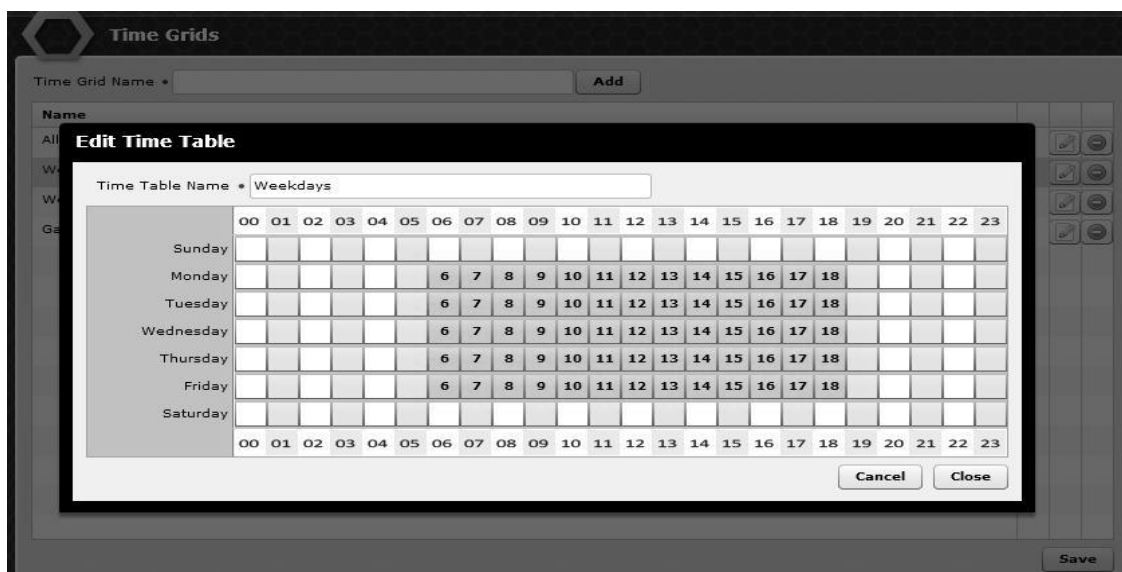 Time Grids
Time Grid Name • Add
Name
All
Edit Time Table
We
Time Table Name • Weekdays
We
00 01 02 03 04 05 06 07 08 09 10 11 12 13 14 15 16 17 18 19 20 21 22 23
Ga
Sunday
Monday 6 7 8 9 10 11 12 13 14 15 16 17 18
Tuesday 6 7 8 9 10 11 12 13 14 15 16 17 18
Wednesday 6 7 8 9 10 11 12 13 14 15 16 17 18
Thursday 6 7 8 9 10 11 12 13 14 15 16 17 18
Friday 6 7 8 9 10 11 12 13 14 15 16 17 18
Saturday
00 01 02 03 04 05 06 07 08 09 10 11 12 13 14 15 16 17 18 19 20 21 22 23
Cancel Close
Save